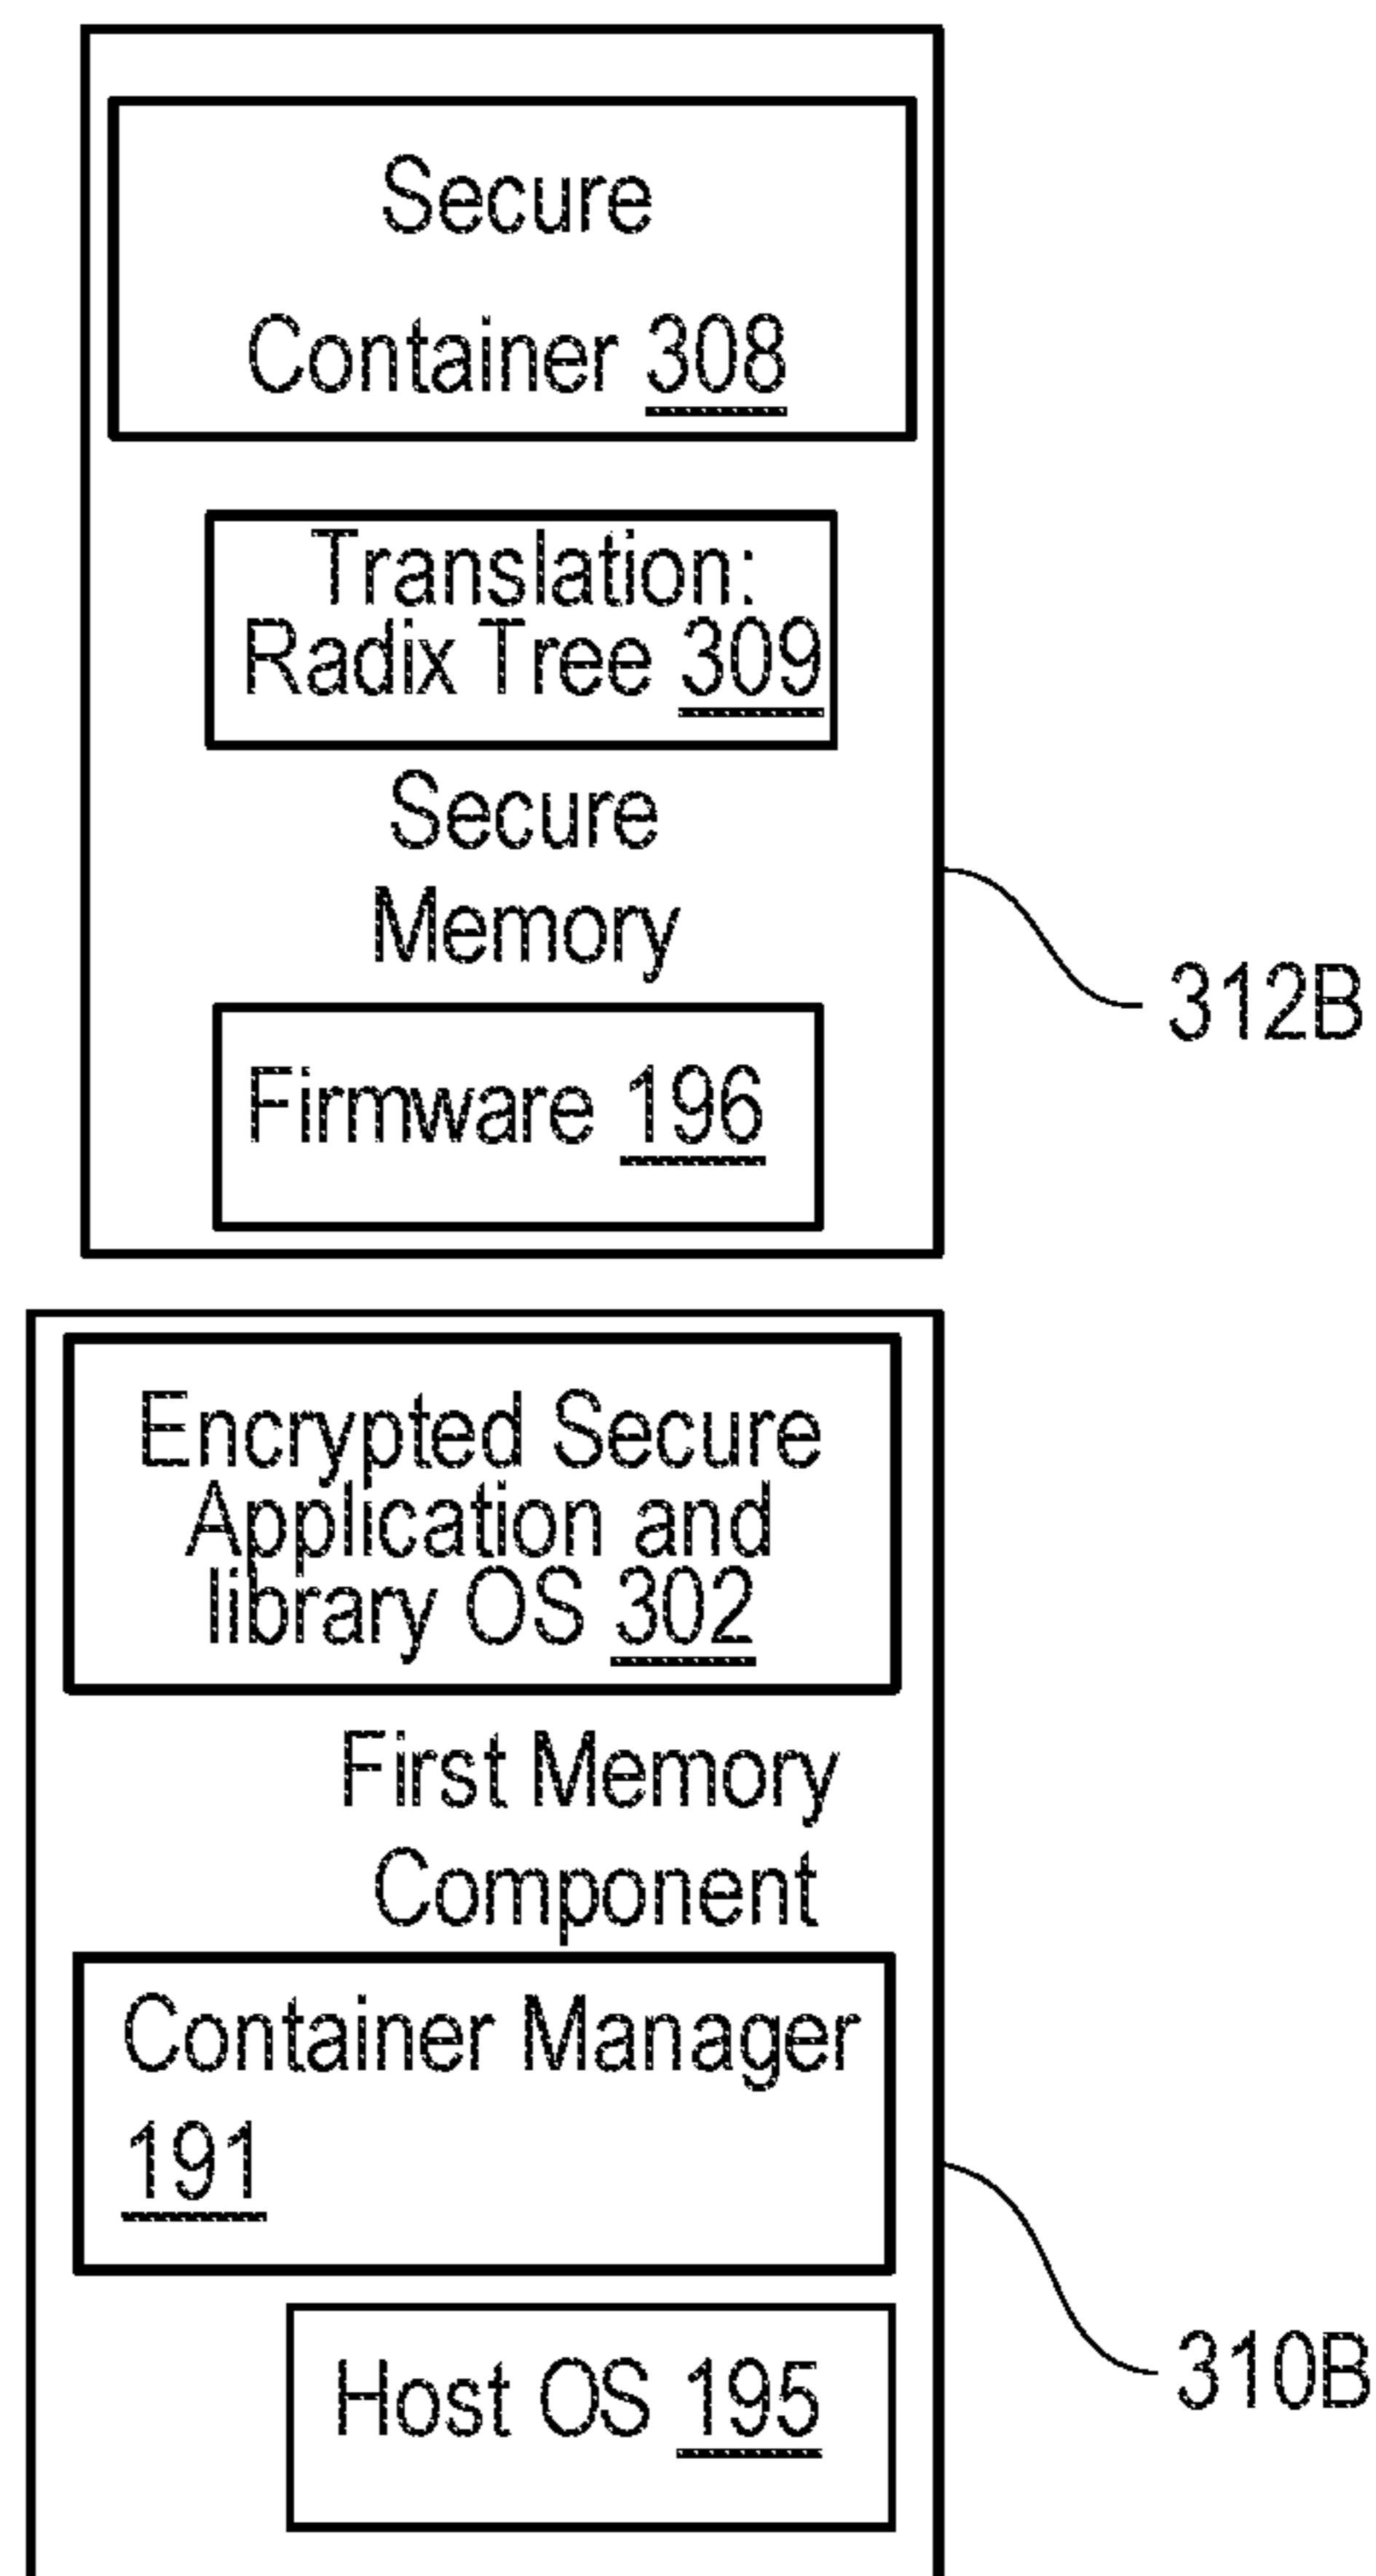 Secure
Container 308
Translation:
Radix Tree 309
Secure
Memory
312B
Firmware 196
Encrypted Secure
Application and
library OS 302
First Memory
Component
Container Manager
191
310B
Host OS 195